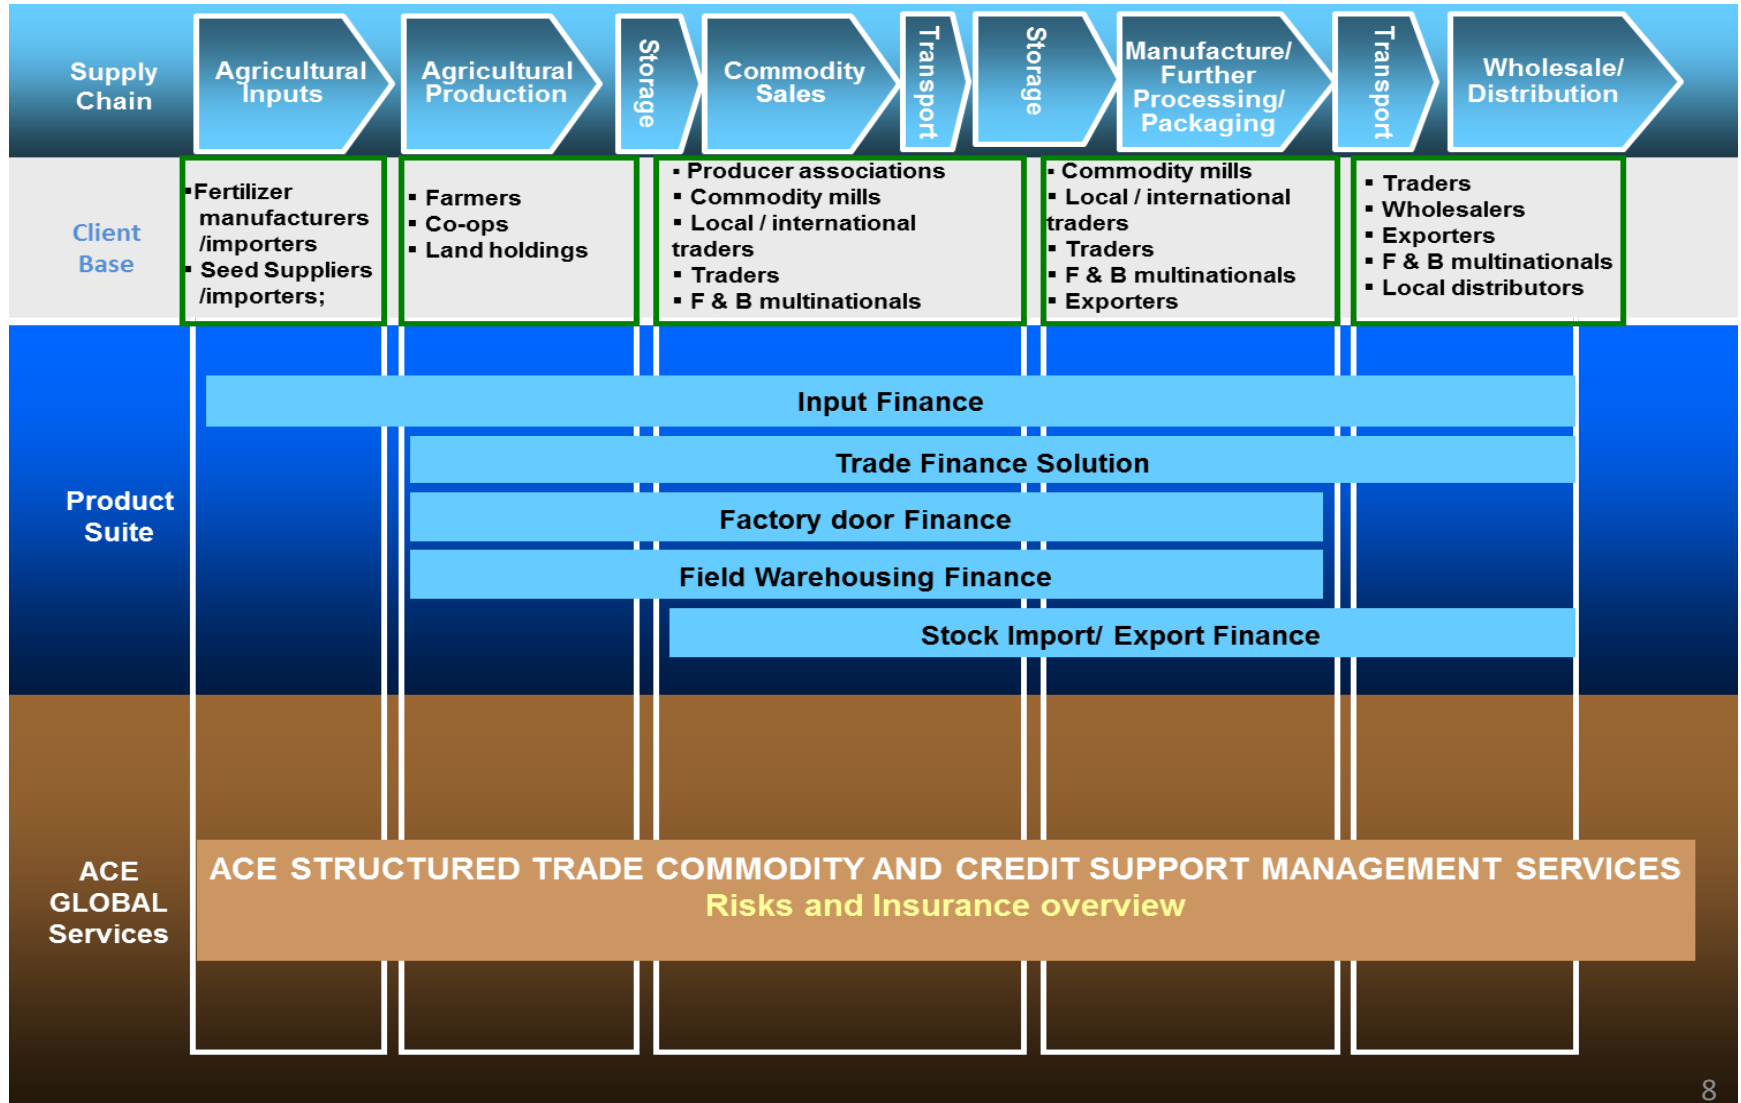 Supply
Chain
Agricultural
Inputs
Agricultural
Production
Storage
Commodity
Sales
Transport
Storage
Manufacture/
Further
Processing/
Packaging
Transport
Wholesale/
Distribution
Client
Base
▪Fertilizer
manufacturers
/importers
▪ Seed Suppliers
/importers;
▪ Farmers
▪ Co-ops
▪ Land holdings
▪ Producer associations
▪ Commodity mills
▪ Local / international
traders
▪ Traders
▪ F & B multinationals
▪ Commodity mills
▪ Local / international
traders
▪ Traders
▪ F & B multinationals
▪ Exporters
▪ Traders
▪ Wholesalers
▪ Exporters
▪ F & B multinationals
▪ Local distributors
Product
Suite
Input Finance
Trade Finance Solution
Factory door Finance
Field Warehousing Finance
Stock Import/ Export Finance
ACE
GLOBAL
Services
ACE STRUCTURED TRADE COMMODITY AND CREDIT SUPPORT MANAGEMENT SERVICES
Risks and Insurance overview
8